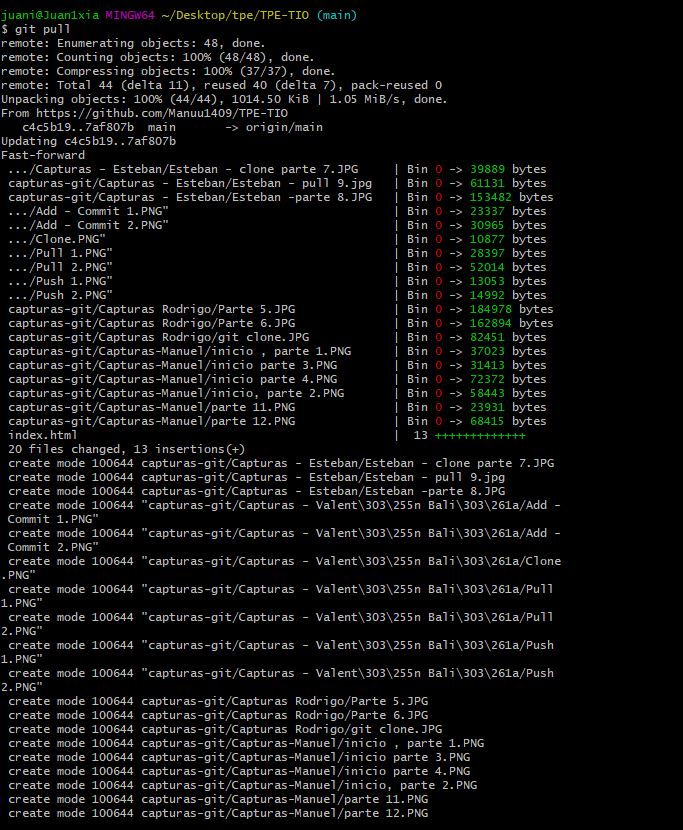 juani@Juan1xia MINGW64 ~/Desktop/tpe/TPE-TIO (main)
$ git pull
remote: Enumerating objects: 48, done.
remote: Counting objects: 100% (48/48), done.
remote: Compressing objects: 100% (37/37), done.
remote: Total 44 (delta 11), reused 40 (delta 7), pack-reused 0
Unpacking objects: 100% (44/44), 1014.50 KiB | 1.05 MiB/s, done.
From https://github.com/Manuu1409/TPE-TIO
   c4c5b19..7af807b  main       -> origin/main
Updating c4c5b19..7af807b
Fast-forward
 .../Capturas - Esteban/Esteban - clone parte 7.JPG     | Bin 0 -> 39889 bytes
 capturas-git/Capturas - Esteban/Esteban - pull 9.jpg   | Bin 0 -> 61131 bytes
 capturas-git/Capturas - Esteban/Esteban -parte 8.JPG   | Bin 0 -> 153482 bytes
 .../Add - Commit 1.PNG"                                | Bin 0 -> 23337 bytes
 .../Add - Commit 2.PNG"                                | Bin 0 -> 30965 bytes
 .../Clone.PNG"                                         | Bin 0 -> 10877 bytes
 .../Pull 1.PNG"                                        | Bin 0 -> 28397 bytes
 .../Pull 2.PNG"                                        | Bin 0 -> 52014 bytes
 .../Push 1.PNG"                                        | Bin 0 -> 13053 bytes
 .../Push 2.PNG"                                        | Bin 0 -> 14992 bytes
 capturas-git/Capturas Rodrigo/Parte 5.JPG              | Bin 0 -> 184978 bytes
 capturas-git/Capturas Rodrigo/Parte 6.JPG              | Bin 0 -> 162894 bytes
 capturas-git/Capturas Rodrigo/git clone.JPG            | Bin 0 -> 82451 bytes
 capturas-git/Capturas-Manuel/inicio , parte 1.PNG      | Bin 0 -> 37023 bytes
 capturas-git/Capturas-Manuel/inicio parte 3.PNG        | Bin 0 -> 31413 bytes
 capturas-git/Capturas-Manuel/inicio parte 4.PNG        | Bin 0 -> 72372 bytes
 capturas-git/Capturas-Manuel/inicio, parte 2.PNG       | Bin 0 -> 58443 bytes
 capturas-git/Capturas-Manuel/parte 11.PNG              | Bin 0 -> 23931 bytes
 capturas-git/Capturas-Manuel/parte 12.PNG              | Bin 0 -> 68415 bytes
 index.html                                             |  13 +++++++++++++
 20 files changed, 13 insertions(+)
 create mode 100644 capturas-git/Capturas - Esteban/Esteban - clone parte 7.JPG
 create mode 100644 capturas-git/Capturas - Esteban/Esteban - pull 9.jpg
 create mode 100644 capturas-git/Capturas - Esteban/Esteban -parte 8.JPG
 create mode 100644 "capturas-git/Capturas - Valent\303\255n Bali\303\261a/Add -
 Commit 1.PNG"
 create mode 100644 "capturas-git/Capturas - Valent\303\255n Bali\303\261a/Add -
 Commit 2.PNG"
 create mode 100644 "capturas-git/Capturas - Valent\303\255n Bali\303\261a/Clone
.PNG"
 create mode 100644 "capturas-git/Capturas - Valent\303\255n Bali\303\261a/Pull
1.PNG"
 create mode 100644 "capturas-git/Capturas - Valent\303\255n Bali\303\261a/Pull
2.PNG"
 create mode 100644 "capturas-git/Capturas - Valent\303\255n Bali\303\261a/Push
1.PNG"
 create mode 100644 "capturas-git/Capturas - Valent\303\255n Bali\303\261a/Push
2.PNG"
 create mode 100644 capturas-git/Capturas Rodrigo/Parte 5.JPG
 create mode 100644 capturas-git/Capturas Rodrigo/Parte 6.JPG
 create mode 100644 capturas-git/Capturas Rodrigo/git clone.JPG
 create mode 100644 capturas-git/Capturas-Manuel/inicio , parte 1.PNG
 create mode 100644 capturas-git/Capturas-Manuel/inicio parte 3.PNG
 create mode 100644 capturas-git/Capturas-Manuel/inicio parte 4.PNG
 create mode 100644 capturas-git/Capturas-Manuel/inicio, parte 2.PNG
 create mode 100644 capturas-git/Capturas-Manuel/parte 11.PNG
 create mode 100644 capturas-git/Capturas-Manuel/parte 12.PNG